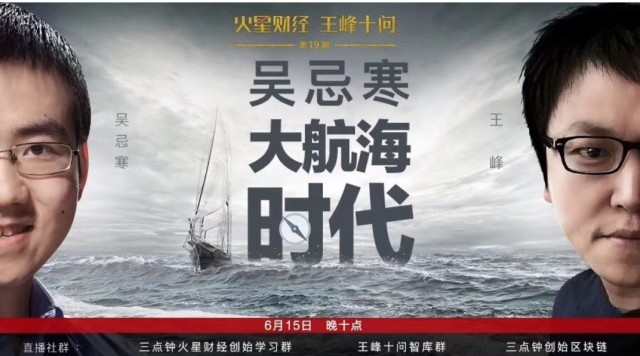 火星财经 王峰十问
第19期
吴忌寒
大航海
时代
吴忌寒
王峰
6月15日 晚十点
直播社群： 三点钟火星财经创始学习群 王峰十问智库群 三点钟创始区块链